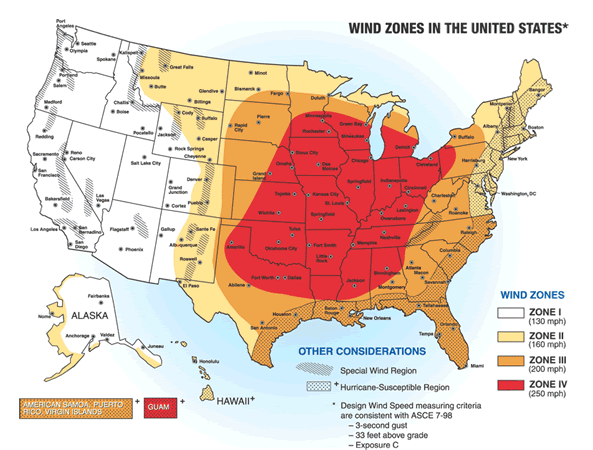 WIND ZONES IN THE UNITED STATES*
Port
Angeles
Seattle
Olympia
Spokane
Kalispell
Great Falls
Missoula
Butte
Glendive
Billings
Minot
Bismarck
Fargo
Duluth
Portland
Salem
Medford
Redding
Challis
Boise
Pocatello
Jackson
Cody
Buffalo
Casper
Rock Springs
Cheyenne
Rapid
City
Pierre
Minneapolis
Rochester
Green Bay
Milwaukee
Sioux City
Des
Moines
Omaha
Grand
Island
Chicago
Detroit
Cleveland
Buffalo
Albany
Montpelier
Bangor
Boston
New York
Harrisburg
Washington, DC
Sacramento
San
Francisco
Reno
Carson City
Salt Lake City
Grand
Junction
Denver
Cortez
Pueblo
Bakersfield
Las
Vegas
Los Angeles
San
Bernardino
San
Diego
Flagstaff
Phoenix
Gallup
Santa Fe
Albuquerque
Roswell
El Paso
Topeka
Kansas City
Wichita
Springfield
St. Louis
Springfield
Indianapolis
Cincinnati
Lexington
Owensboro
Charleston
Roanoke
Raleigh
Tulsa
Oklahoma City
Amarillo
Fort Smith
Little
Rock
Memphis
Nashville
Fort Worth
Dallas
Abilene
Jackson
Birmingham
Montgomery
Atlanta
Macon
Columbia
Savannah
Tallahassee
Houston
San Antonio
Baton
Rouge
New Orleans
Orlando
Tampa
Miami
Fairbanks
ALASKA
Nome
Anchorage
Valdez
Juneau
Honolulu
HAWAII+
AMERICAN SAMOA, PUERTO
RICO, VIRGIN ISLANDS
+
GUAM
+
OTHER CONSIDERATIONS
Special Wind Region
+ Hurricane-Susceptible Region
* Design Wind Speed measuring criteria
are consistent with ASCE 7-98
– 3-second gust
– 33 feet above grade
– Exposure C
WIND ZONES
ZONE I
(130 mph)
ZONE II
(160 mph)
ZONE III
(200 mph)
ZONE IV
(250 mph)